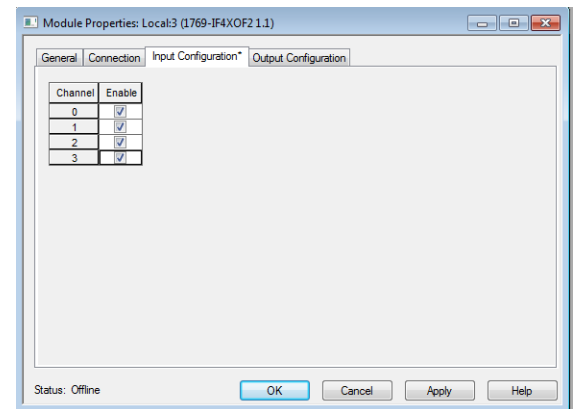 Module Properties: Local:3 (1769-IF4XOF2 1.1)
General Connection Input Configuration* Output Configuration
Channel Enable
0
1
2
3
Status: Offline OK Cancel Apply Help